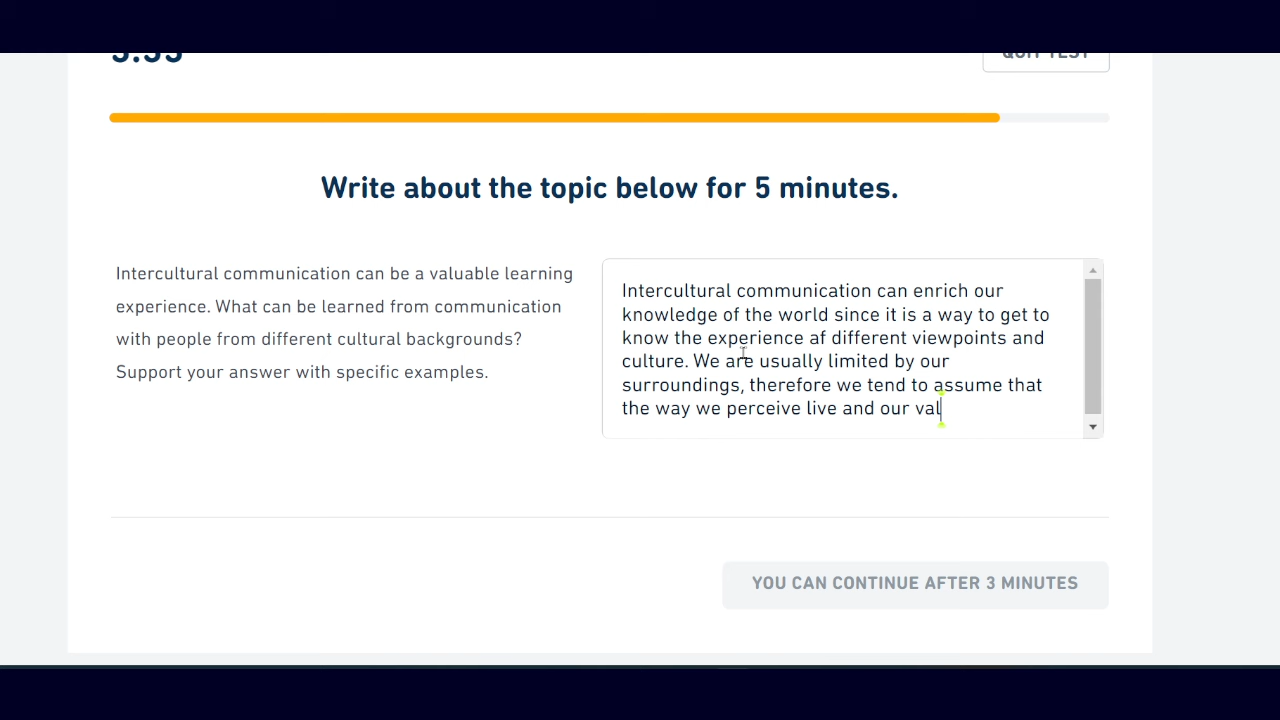 QUIT TEST
Write about the topic below for 5 minutes.
Intercultural communication can be a valuable learning
experience. What can be learned from communication
with people from different cultural backgrounds?
Support your answer with specific examples.
Intercultural communication can enrich our
knowledge of the world since it is a way to get to
know the experience af different viewpoints and
culture. We are usually limited by our
surroundings, therefore we tend to assume that
the way we perceive live and our val
YOU CAN CONTINUE AFTER 3 MINUTES